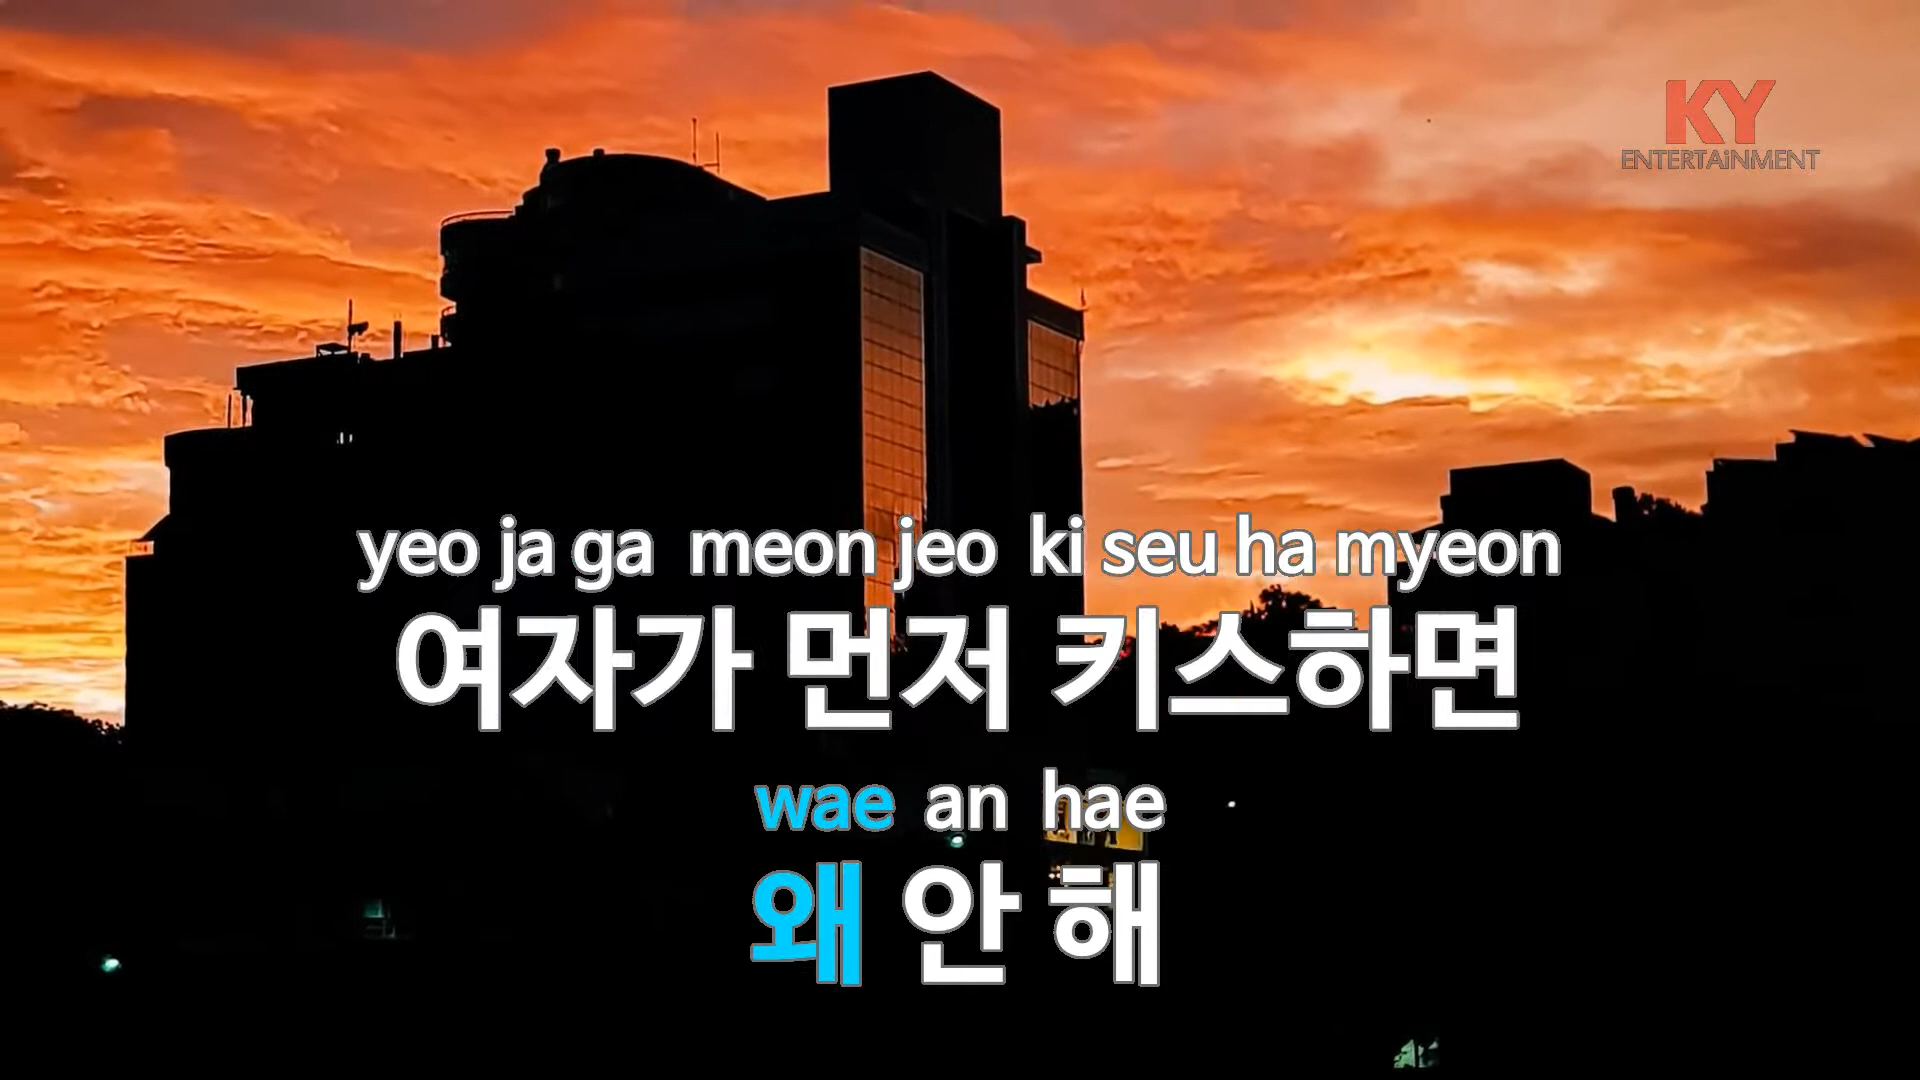 KY
ENTERTAiNMENT
yeo ja ga meon jeo ki seu ha myeon
여자가 먼저 키스하면
wae an hae
왜 안 해